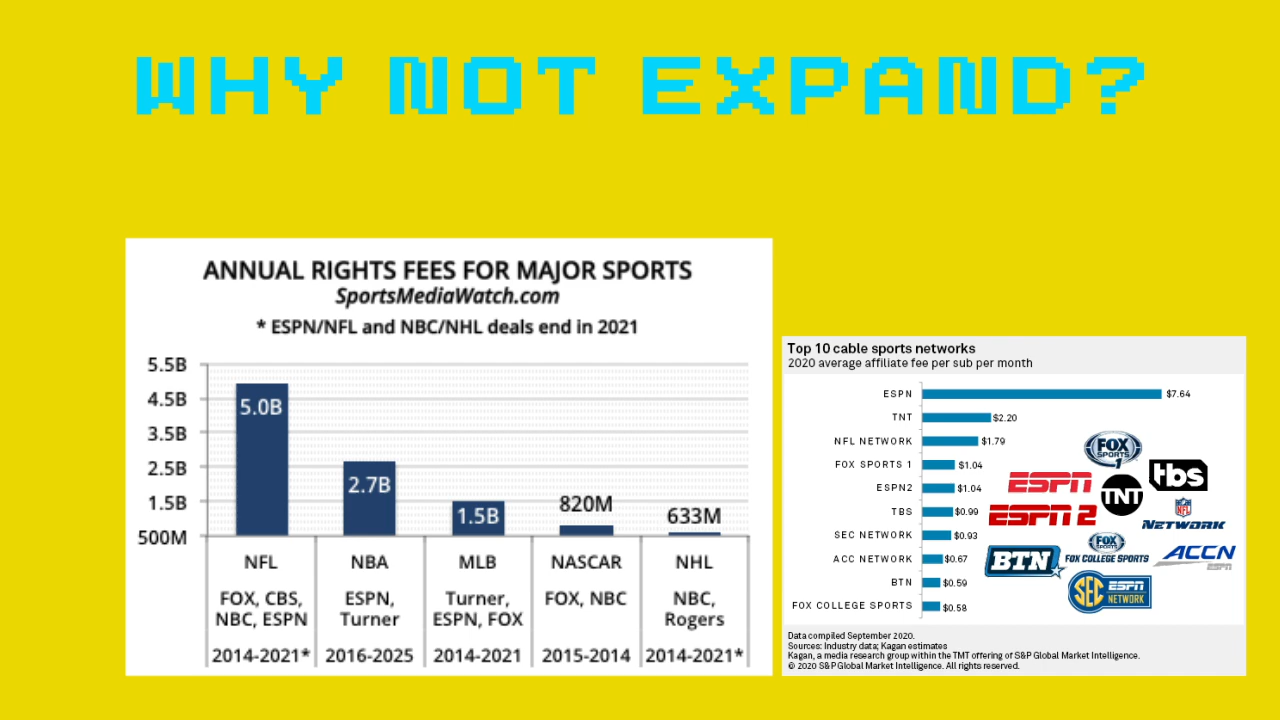 WHY NOT EXPAND?
ANNUAL RIGHTS FEES FOR MAJOR SPORTS
SportsMediaWatch.com
* ESPN/NFL and NBC/NHL deals end in 2021
5.5B
4.5B
3.5B
2.5B
1.5B
500M
5.0B
2.7B
1.5B
820M
633M
NFL NBA MLB NASCAR NHL
FOX, CBS, ESPN, Turner, FOX, NBC NBC,
NBC, ESPN Turner ESPN, FOX Rogers
2014-2021* 2016-2025 2014-2021 2015-2014 2014-2021*
Top 10 cable sports networks
2020 average affiliate fee per sub per month
ESPN $7.64
TNT $2.20
NFL NETWORK $1.79
FOX SPORTS 1 $1.04
ESPN2 $1.04
TBS $0.99
SEC NETWORK $0.93
ACC NETWORK $0.67
BTN $0.59
FOX COLLEGE SPORTS $0.58
FOX
SPORTS
1
tbs
ESPN
TNT
NFL
NETWORK
ESPN 2
FOX
SPORTS
FOX COLLEGE SPORTS
BTN
ACCN
ESPN
SEC ESPN
NETWORK
Data compiled September 2020.
Sources: Industry data; Kagan estimates
Kagan, a media research group within the TMT offering of S&P Global Market Intelligence.
© 2020 S&P Global Market Intelligence. All rights reserved.